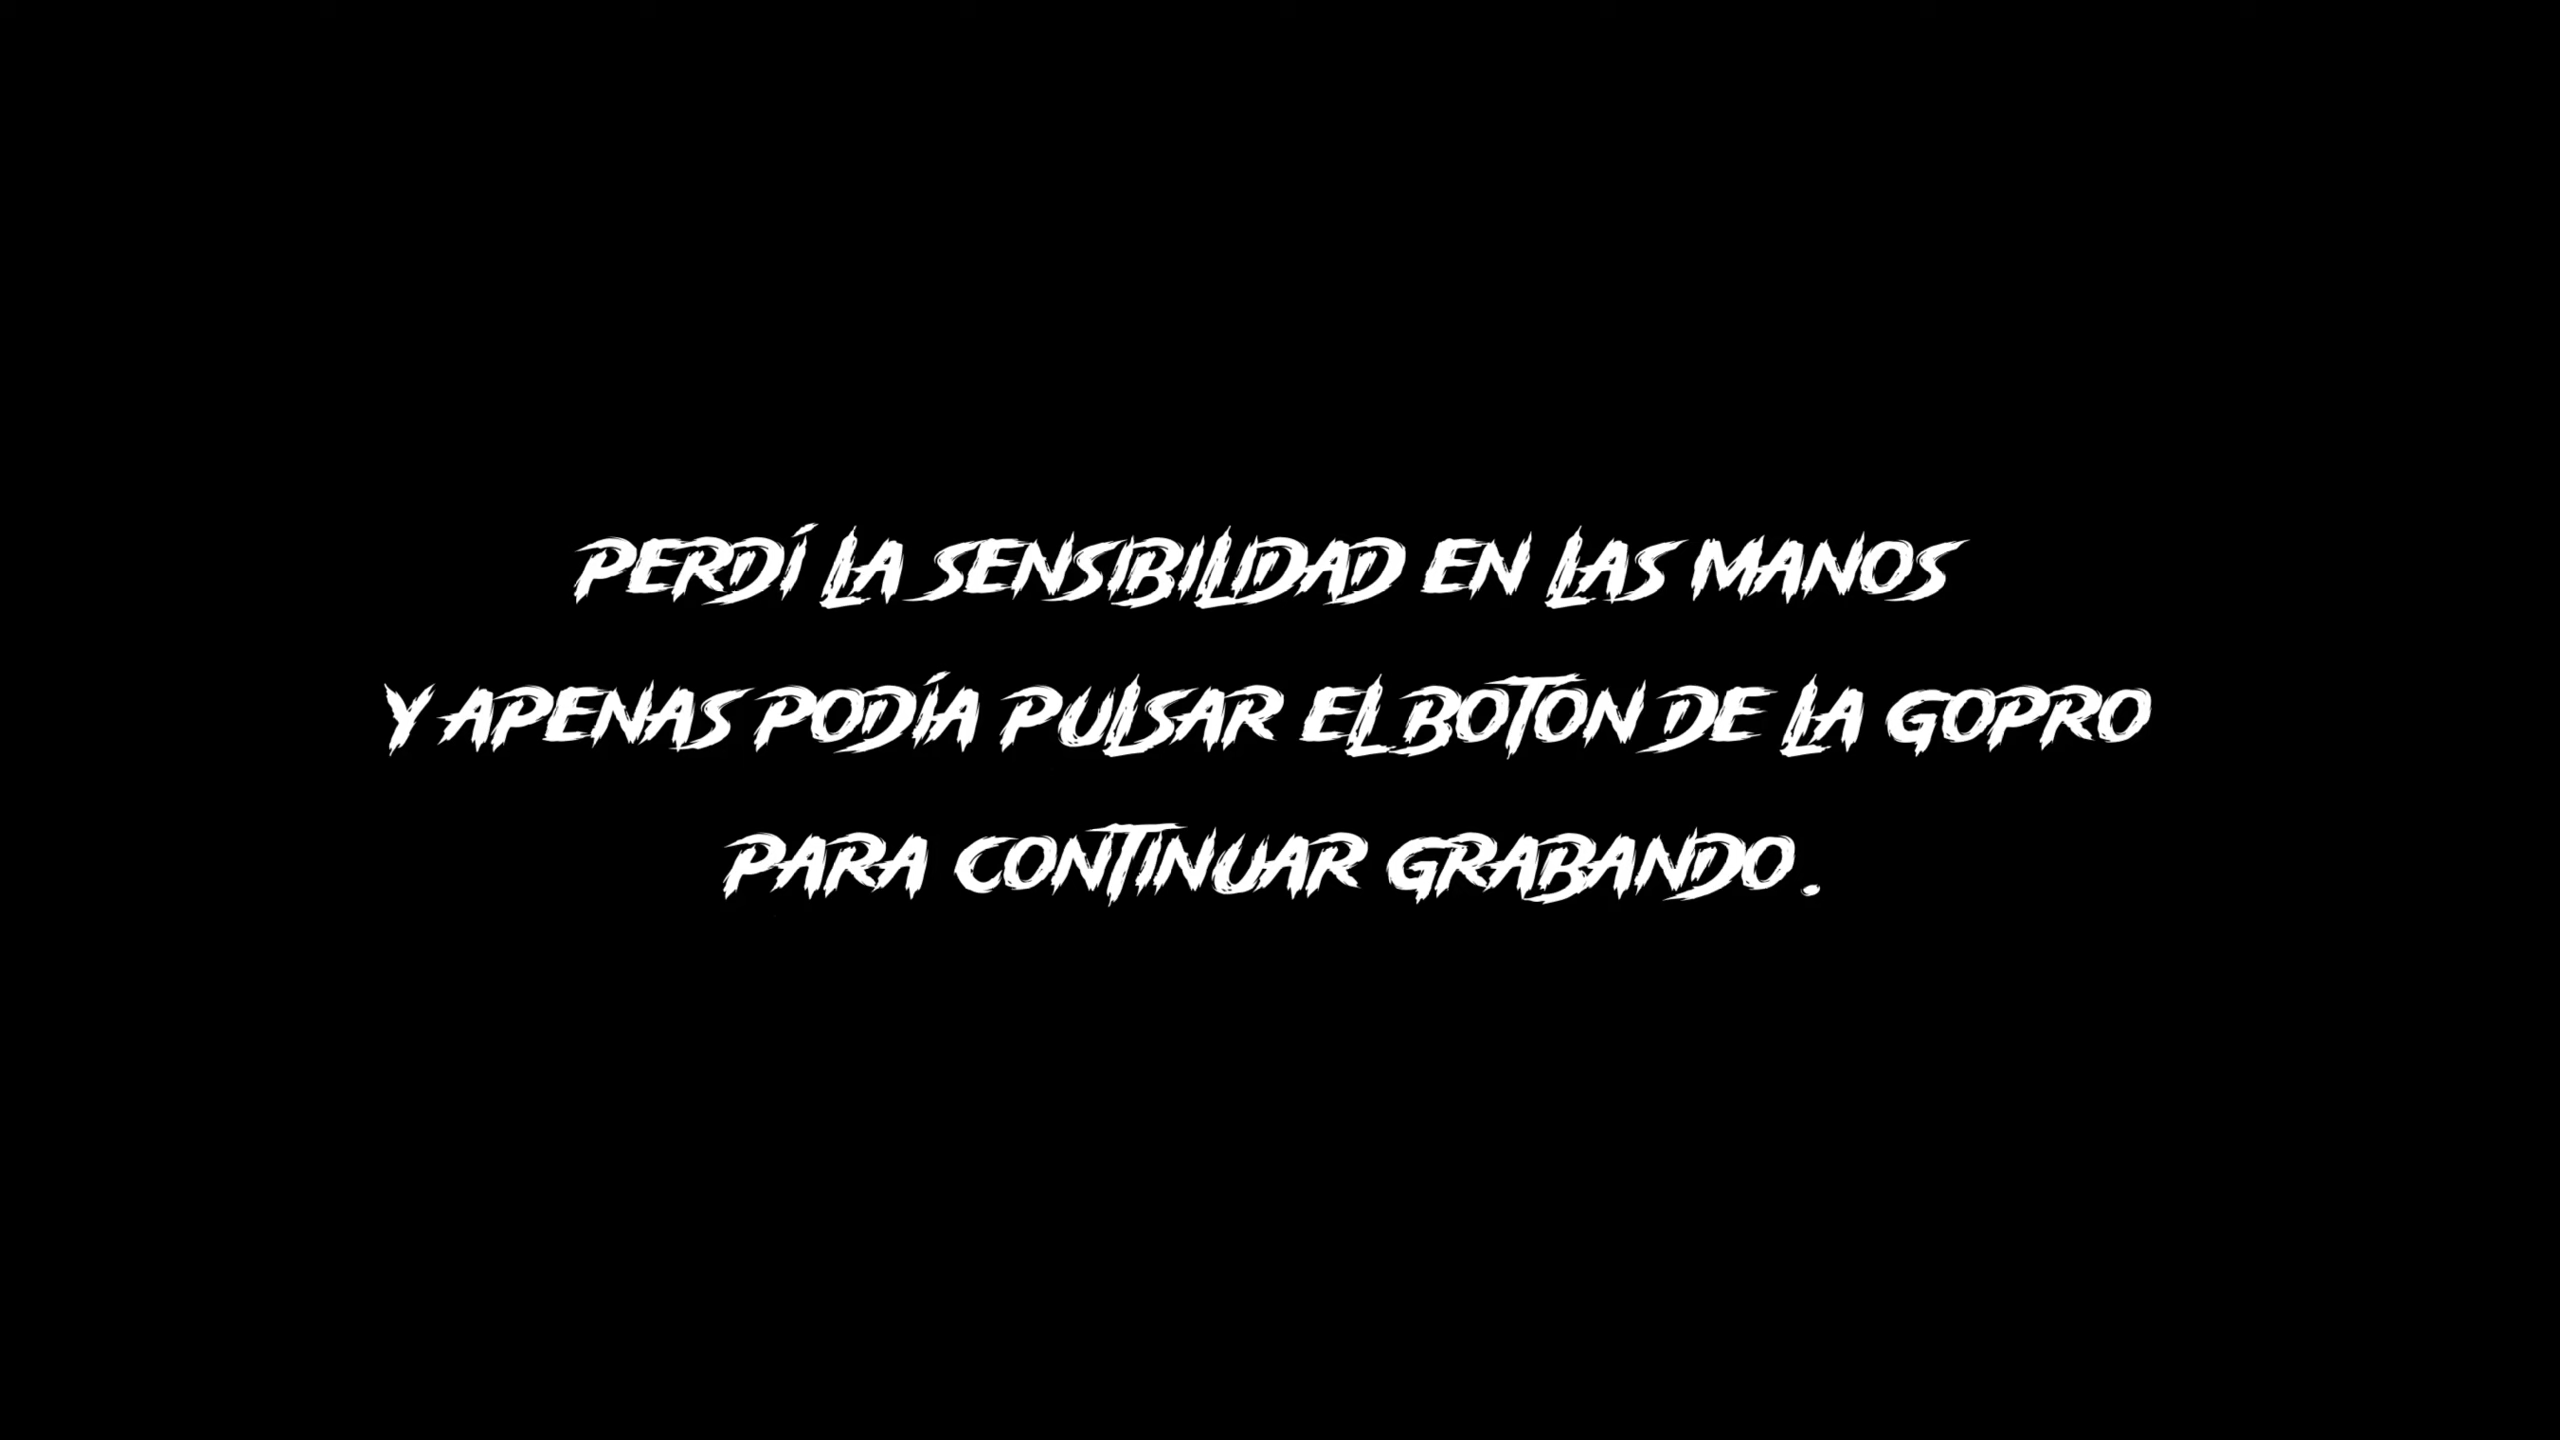 PERDÍ LA SENSIBILIDAD EN LAS MANOS
Y APENAS PODÍA PULSAR EL BOTON DE LA GOPRO
PARA CONTINUAR GRABANDO.